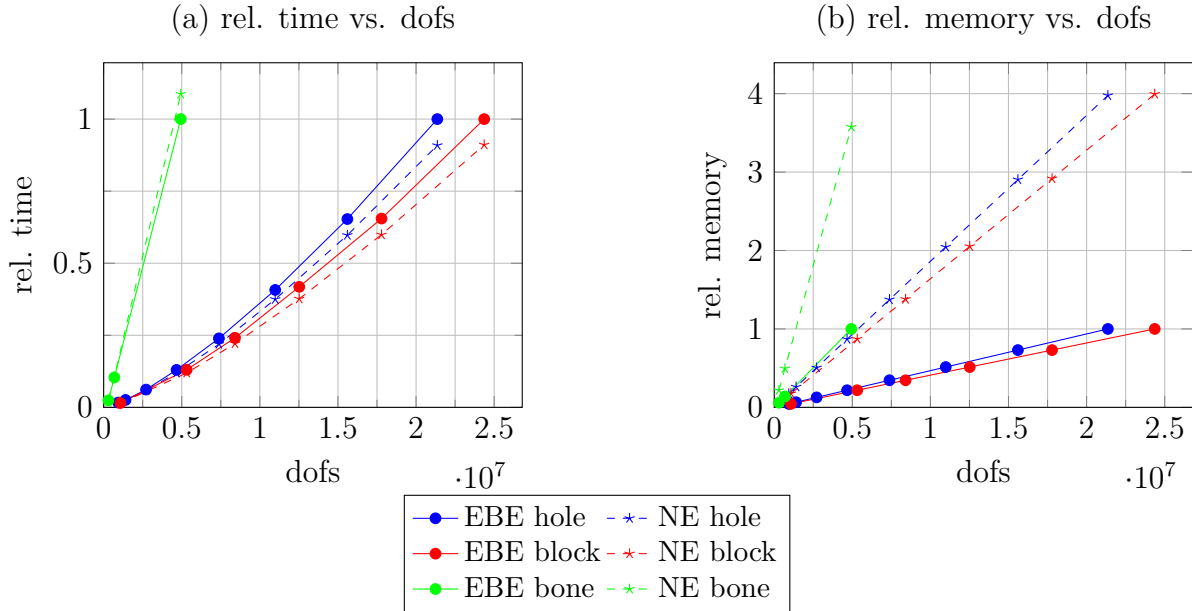 (a) rel. time vs. dofs
rel. time
1
0.5
0
0 0.5 1 1.5 2 2.5
dofs
·10^7
(b) rel. memory vs. dofs
rel. memory
4
3
2
1
0
0 0.5 1 1.5 2 2.5
dofs
·10^7
EBE hole NE hole
EBE block NE block
EBE bone NE bone